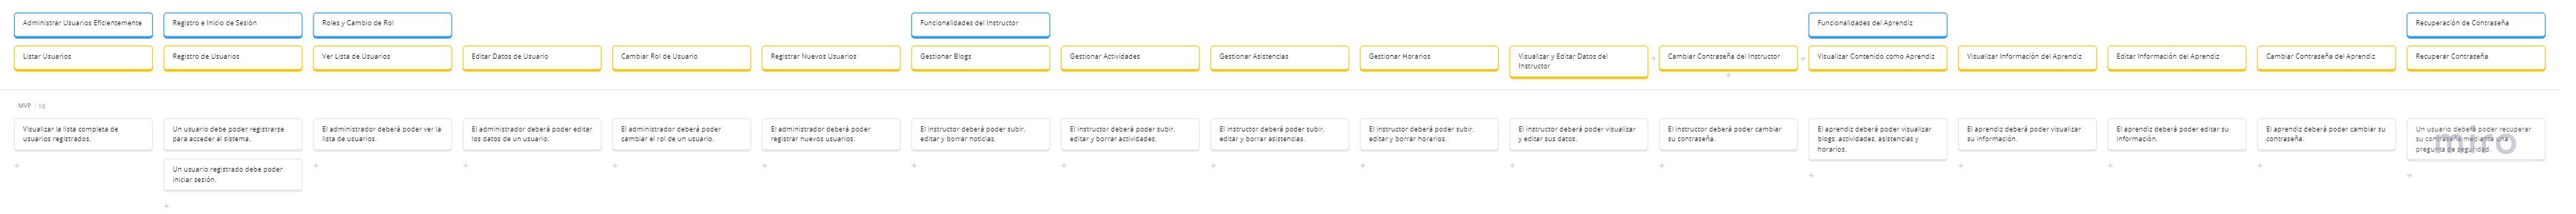 Administrar Usuarios Eficientemente
Registro e Inicio de Sesión
Roles y Cambio de Rol
Funcionalidades del Instructor
Funcionalidades del Aprendiz
Recuperación de Contraseña
Listar Usuarios
Registro de Usuarios
Ver Lista de Usuarios
Editar Datos de Usuario
Cambiar Rol de Usuario
Registrar Nuevos Usuarios
Gestionar Blogs
Gestionar Actividades
Gestionar Asistencias
Gestionar Horarios
Visualizar y Editar Datos del
Instructor
Cambiar Contraseña del Instructor
Visualizar Contenido como Aprendiz
Visualizar Información del Aprendiz
Editar Información del Aprendiz
Cambiar Contraseña del Aprendiz
Recuperar Contraseña
MVP | 18
Visualizar la lista completa de
usuarios registrados.
Un usuario debe poder registrarse
para acceder al sistema.
Un usuario registrado debe poder
iniciar sesión.
El administrador deberá poder ver la
lista de usuarios.
El administrador deberá poder editar
los datos de un usuario.
El administrador deberá poder
cambiar el rol de un usuario.
El administrador deberá poder
registrar nuevos usuarios.
El instructor deberá poder subir,
editar y borrar noticias.
El instructor deberá poder subir,
editar y borrar actividades.
El instructor deberá poder subir,
editar y borrar asistencias.
El instructor deberá poder subir,
editar y borrar horarios.
El instructor deberá poder visualizar
y editar sus datos.
El instructor deberá poder cambiar
su contraseña.
El aprendiz deberá poder visualizar
blogs, actividades, asistencias y
horarios.
El aprendiz deberá poder visualizar
su información.
El aprendiz deberá poder editar su
información.
El aprendiz deberá poder cambiar su
contraseña.
Un usuario deberá poder recuperar
su contraseña mediante una
pregunta de seguridad.
miro